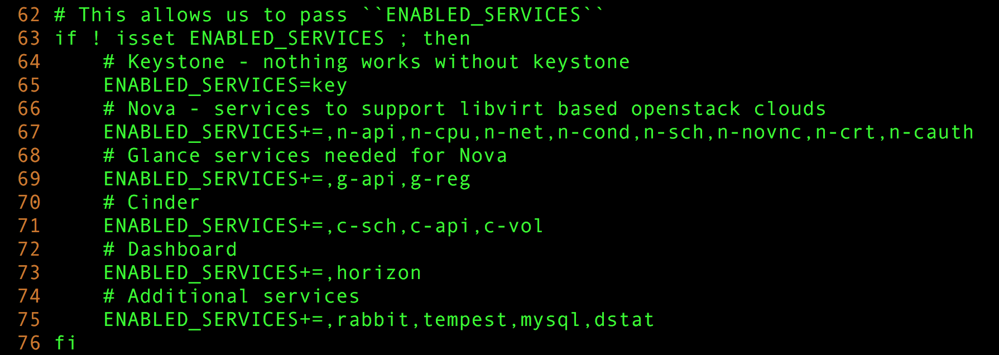 62 # This allows us to pass ``ENABLED_SERVICES``
63 if ! isset ENABLED_SERVICES ; then
64     # Keystone - nothing works without keystone
65     ENABLED_SERVICES=key
66     # Nova - services to support libvirt based openstack clouds
67     ENABLED_SERVICES+=,n-api,n-cpu,n-net,n-cond,n-sch,n-novnc,n-crt,n-cauth
68     # Glance services needed for Nova
69     ENABLED_SERVICES+=,g-api,g-reg
70     # Cinder
71     ENABLED_SERVICES+=,c-sch,c-api,c-vol
72     # Dashboard
73     ENABLED_SERVICES+=,horizon
74     # Additional services
75     ENABLED_SERVICES+=,rabbit,tempest,mysql,dstat
76 fi